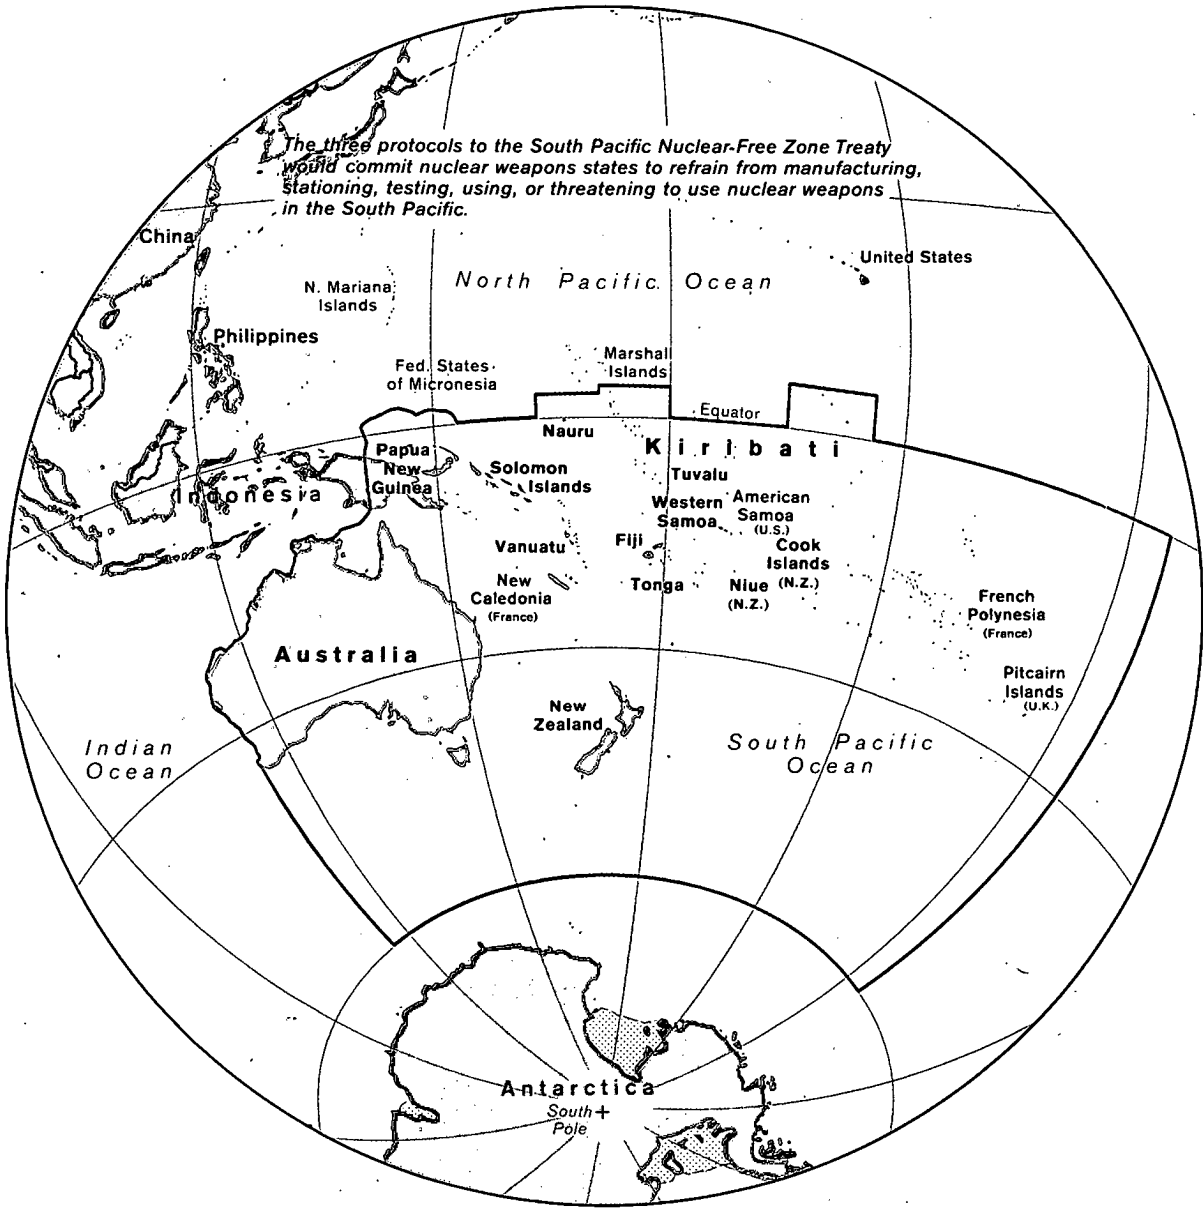 The three protocols to the South Pacific Nuclear-Free Zone Treaty
would commit nuclear weapons states to refrain from manufacturing,
stationing, testing, using, or threatening to use nuclear weapons
in the South Pacific.
China
United States
North Pacific Ocean
N. Mariana
Islands
Philippines
Marshall
Islands
Fed. States
of Micronesia
Equator
Nauru
Kiribati
Papua
New
Guinea
Solomon
Islands
Tuvalu
Indonesia
Western
Samoa
American
Samoa
(U.S.)
Vanuatu
Fiji
Cook
Islands
(N.Z.)
New
Caledonia
(France)
Tonga
Niue
(N.Z.)
French
Polynesia
(France)
Australia
Pitcairn
Islands
(U.K.)
New
Zealand
Indian
Ocean
South Pacific
Ocean
Antarctica
South
Pole